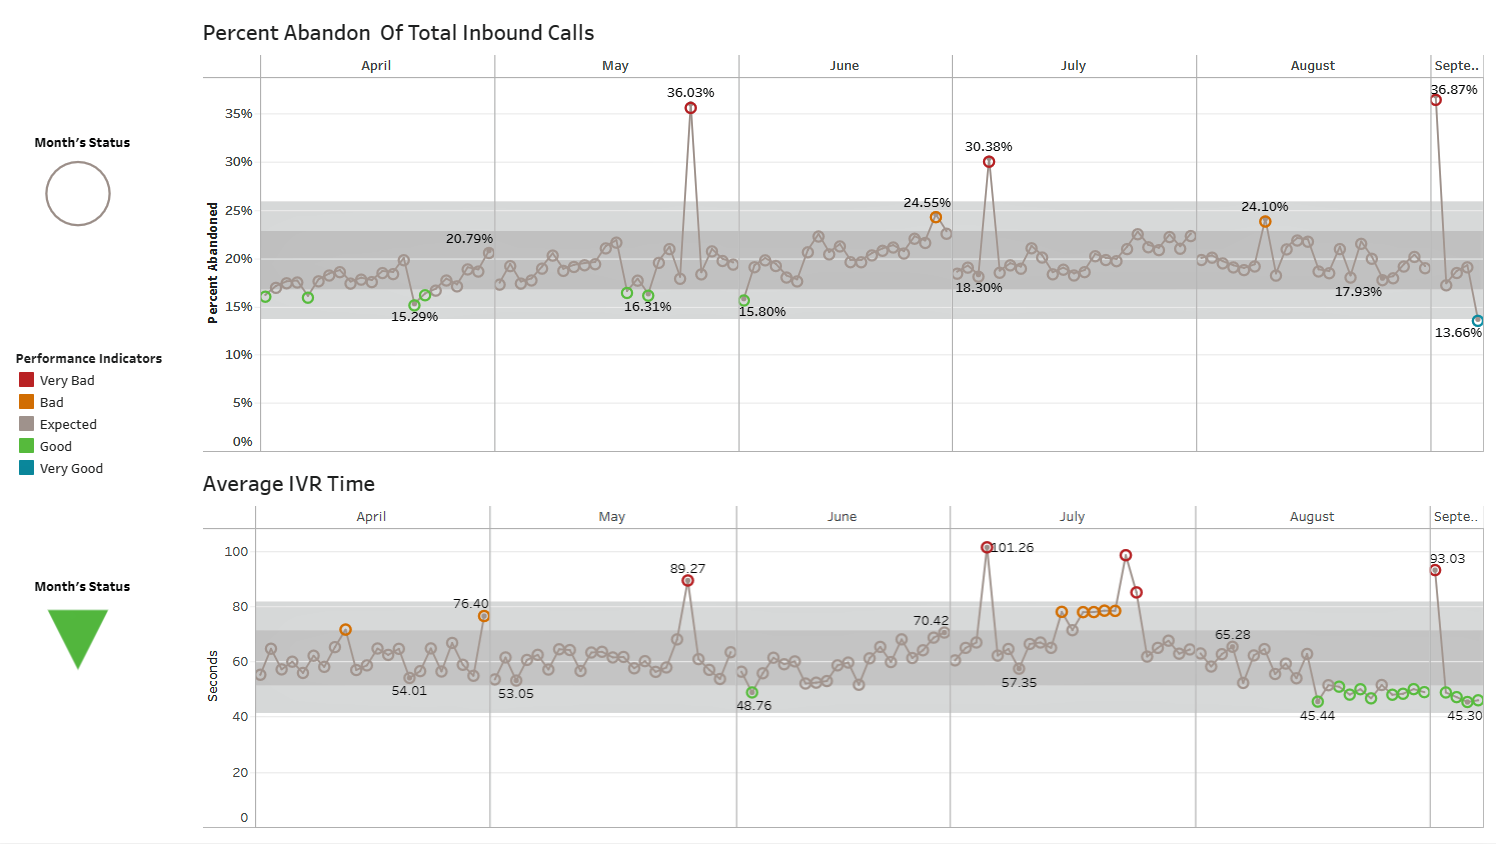 Percent Abandon Of Total Inbound Calls
April May June July August Septe..
Month's Status
Percent Abandoned
35%
30%
25%
20%
15%
10%
5%
0%
20.79%
15.29%
36.03%
16.31%
15.80%
24.55%
18.30%
30.38%
24.10%
17.93%
36.87%
13.66%
Performance Indicators
Very Bad
Bad
Expected
Good
Very Good
Average IVR Time
April May June July August Septe..
Month's Status
Seconds
100
80
60
40
20
0
54.01
76.40
53.05
89.27
48.76
70.42
101.26
57.35
65.28
45.44
93.03
45.30